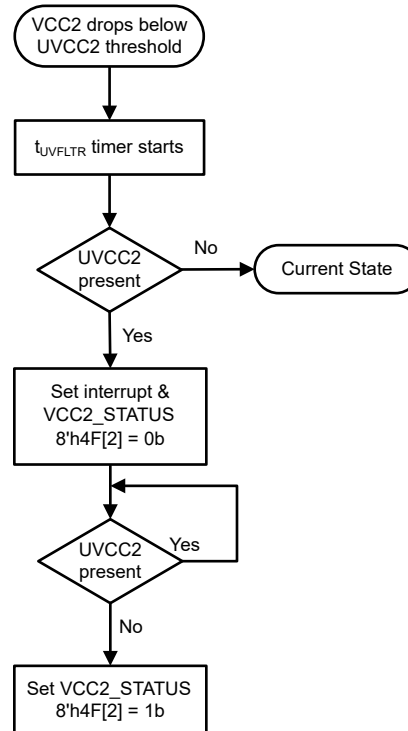 VCC2 drops below
UVCC2 threshold
tUVFLTR timer starts
UVCC2
present
No
Current State
Yes
Set interrupt &
VCC2_STATUS
8'h4F[2] = 0b
UVCC2
present
Yes
No
Set VCC2_STATUS
8'h4F[2] = 1b